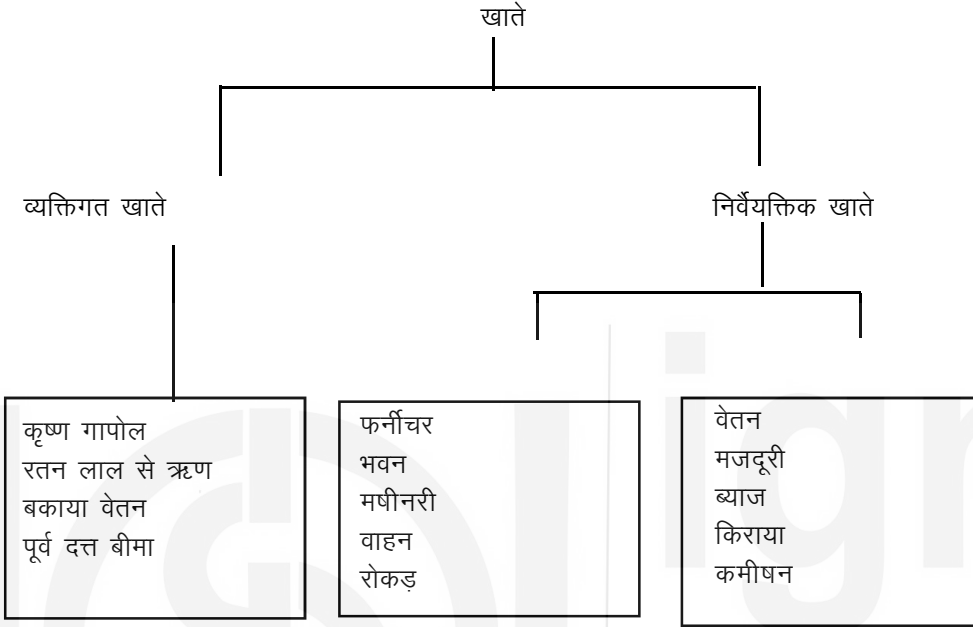 खाते
व्यक्तिगत खाते
निर्वैयक्तिक खाते
कृष्ण गापोल
रतन लाल से ऋण
बकाया वेतन
पूर्व दत्त बीमा
फर्नीचर
भवन
मषीनरी
वाहन
रोकड़
वेतन
मजदूरी
ब्याज
किराया
कमीषन